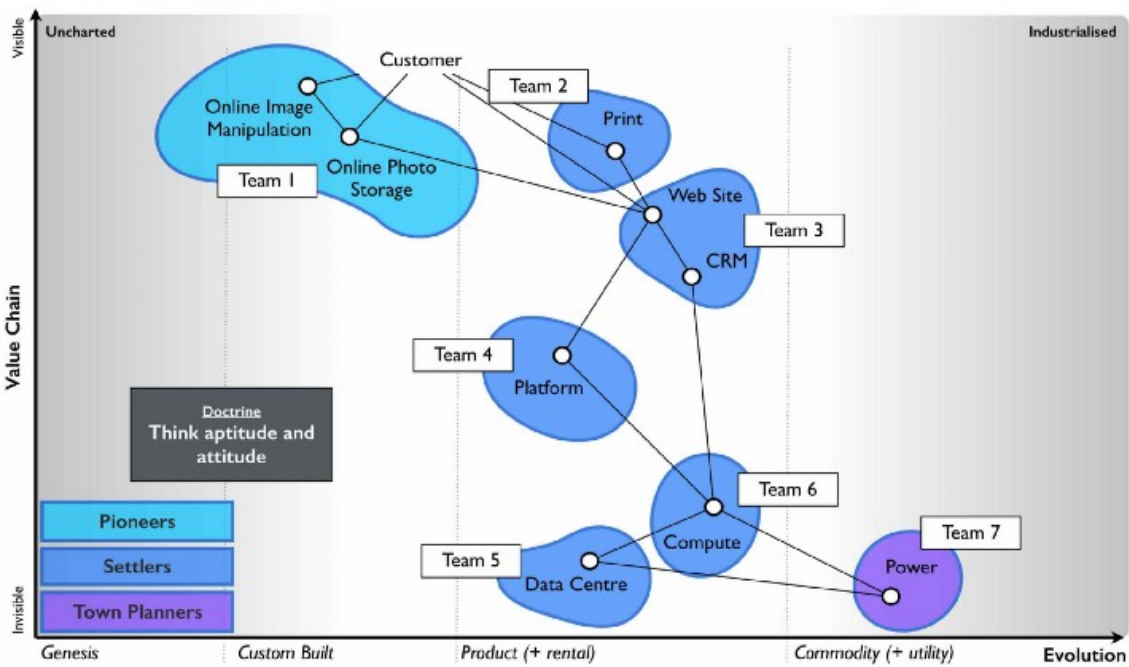 Visible
Uncharted
Industrialised
Customer
Team 2
Online Image
Manipulation
Print
Team 1
Online Photo
Storage
Web Site
Team 3
CRM
Value Chain
Team 4
Platform
Doctrine
Think aptitude and
attitude
Team 6
Pioneers
Compute
Team 7
Settlers
Team 5
Data Centre
Power
Town Planners
Invisible
Genesis
Custom Built
Product (+ rental)
Commodity (+ utility)
Evolution